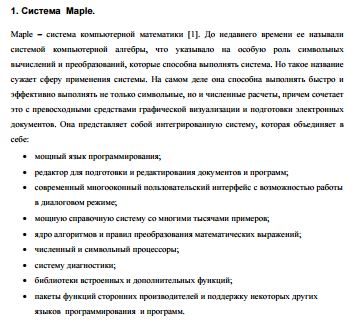 1. Система Maple.
Maple – система компьютерной математики [1]. До недавнего времени ее называли
системой компьютерной алгебры, что указывало на особую роль символьных
вычислений и преобразований, которые способна выполнять система. Но такое название
сужает сферу применения системы. На самом деле она способна выполнять быстро и
эффективно выполнять не только символьные, но и численные расчеты, причем сочетает
это с превосходными средствами графической визуализации и подготовки электронных
документов. Она представляет собой интегрированную систему, которая объединяет в
себе:
• мощный язык программирования;
• редактор для подготовки и редактирования документов и программ;
• современный многооконный пользовательский интерфейс с возможностью работы
в диалоговом режиме;
• мощную справочную систему со многими тысячами примеров;
• ядро алгоритмов и правил преобразования математических выражений;
• численный и символьный процессоры;
• систему диагностики;
• библиотеки встроенных и дополнительных функций;
• пакеты функций сторонних производителей и поддержку некоторых других
языков программирования и программ.